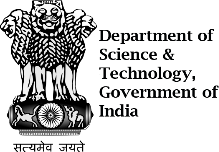 Department of
Science &
Technology,
Government of
India
सत्यमेव जयते